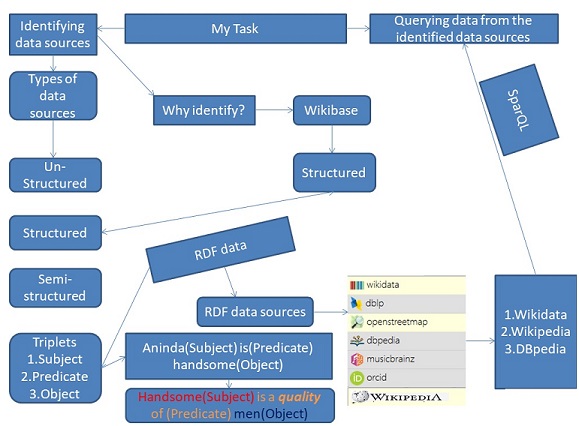 Identifying
data sources
My Task
Querying data from the
identified data sources
Types of
data
sources
Why identify?
Wikibase
SparQL
Un-
Structured
Structured
Structured
RDF data
Semi-
structured
RDF data sources
wikidata
dblp
openstreetmap
dbpedia
musicbrainz
orcid
WIKIPEDIA
1.Wikidata
2.Wikipedia
3.DBpedia
Triplets
1.Subject
2.Predicate
3.Object
Aninda(Subject) is(Predicate)
handsome(Object)
Handsome(Subject) is a quality
of (Predicate) men(Object)